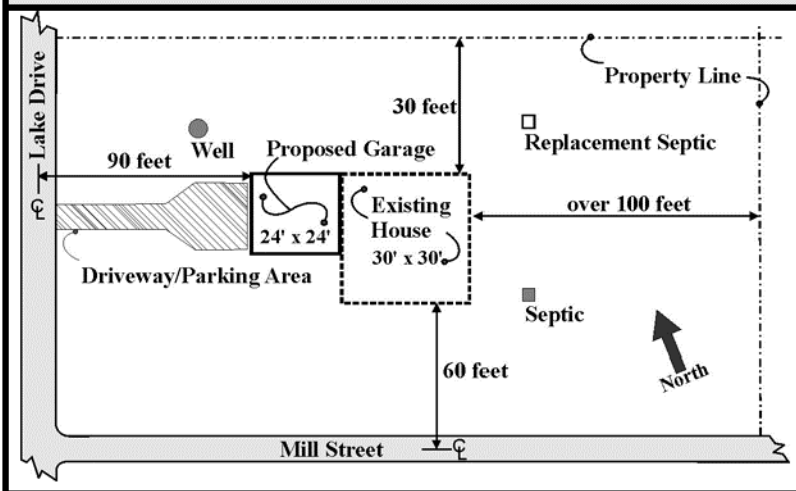 Lake Drive
℄
90 feet
Well
Proposed Garage
24' x 24'
Driveway/Parking Area
30 feet
Existing
House
30' x 30'
Property Line
Replacement Septic
over 100 feet
Septic
60 feet
North
Mill Street
℄